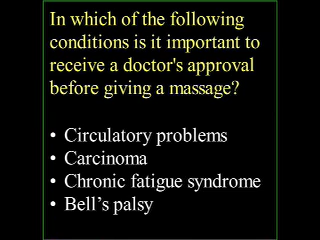 In which of the following
conditions is it important to
receive a doctor's approval
before giving a massage?
• Circulatory problems
• Carcinoma
• Chronic fatigue syndrome
• Bell’s palsy